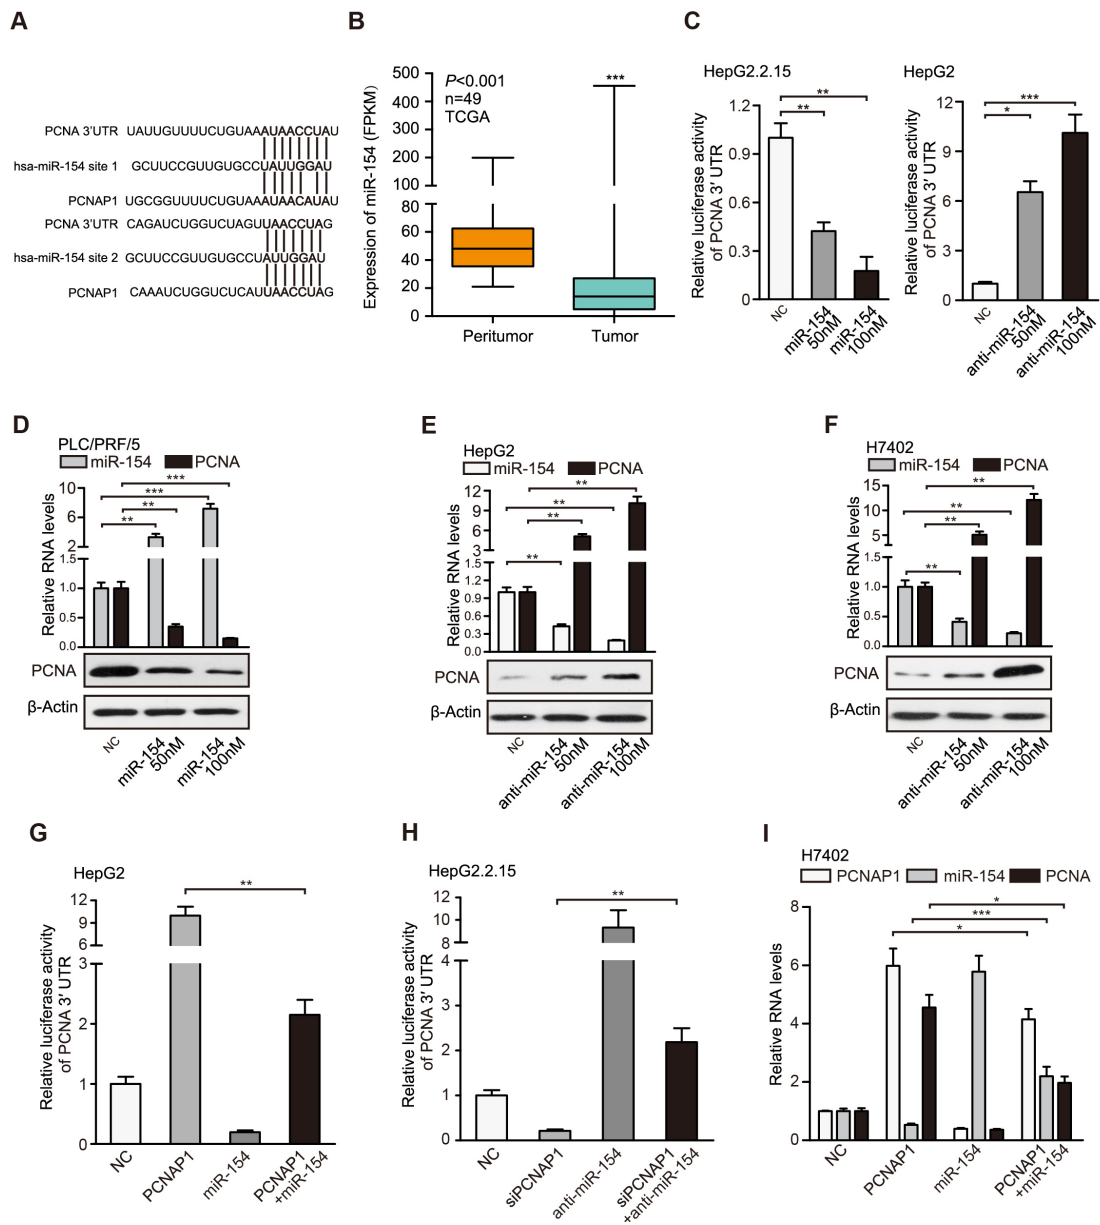 A
PCNA 3'UTR UAUUGUUUUCUGUAAAUAACCUAU
hsa-miR-154 site 1 GCUUCCGUUGUGCCUAUUGGAU
PCNAP1 UGCGGUUUUCUGUAAAUAACAUAU
PCNA 3'UTR CAGAUCUGGUCUAGUUAACCUAG
hsa-miR-154 site 2 GCUUCCGUUGUGCCUAUUGGAU
PCNAP1 CAAAUCUGGUCUCAUUAACCUAG
B
Expression of miR-154 (FPKM)
500
400
300
200
100
80
60
40
20
0
P<0.001
n=49
TCGA
***
Peritumor Tumor
C
HepG2.2.15
Relative luciferase activity
of PCNA 3' UTR
1.2
0.9
0.6
0.3
0
**
**
NC
miR-154
50nM
miR-154
100nM
HepG2
Relative luciferase activity
of PCNA 3' UTR
12
9
6
3
0
***
*
NC
anti-miR-154
50nM
anti-miR-154
100nM
D
PLC/PRF/5
miR-154 PCNA
Relative RNA levels
10
6
2
1.5
1.0
0.5
0.0
***
***
**
**
PCNA
β-Actin
NC
miR-154
50nM
miR-154
100nM
E
HepG2
miR-154 PCNA
Relative RNA levels
12
9
6
3
1.5
1.2
0.9
0.6
0.3
0.0
**
**
**
**
PCNA
β-Actin
NC
anti-miR-154
50nM
anti-miR-154
100nM
F
H7402
miR-154 PCNA
Relative RNA levels
15
10
5
1.5
1.0
0.5
0.0
**
**
**
**
PCNA
β-Actin
NC
anti-miR-154
50nM
anti-miR-154
100nM
G
HepG2
Relative luciferase activity
of PCNA 3' UTR
12
9
6
3
2
1
0
**
NC
PCNAP1
miR-154
PCNAP1
+miR-154
H
HepG2.2.15
Relative luciferase activity
of PCNA 3' UTR
12
10
8
4
3
2
1
0
**
NC
siPCNAP1
anti-miR-154
siPCNAP1
+anti-miR-154
I
H7402
PCNAP1 miR-154 PCNA
Relative RNA levels
8
6
4
2
0
*
***
*
NC
PCNAP1
miR-154
PCNAP1
+miR-154